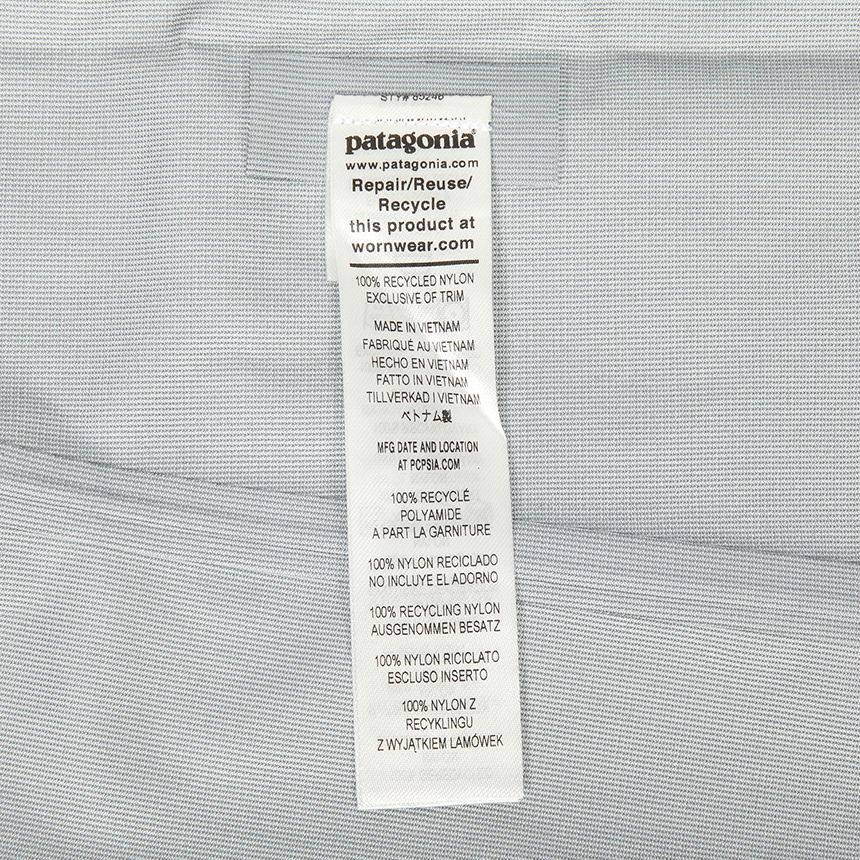 STY# 85246
patagonia®
www.patagonia.com
Repair/Reuse/
Recycle
this product at
wornwear.com
100% RECYCLED NYLON
EXCLUSIVE OF TRIM
MADE IN VIETNAM
FABRIQUÉ AU VIETNAM
HECHO EN VIETNAM
FATTO IN VIETNAM
TILLVERKAD I VIETNAM
ベトナム製
MFG DATE AND LOCATION
AT PCPSIA.COM
100% RECYCLÉ
POLYAMIDE
A PART LA GARNITURE
100% NYLON RECICLADO
NO INCLUYE EL ADORNO
100% RECYCLING NYLON
AUSGENOMMEN BESATZ
100% NYLON RICICLATO
ESCLUSO INSERTO
100% NYLON Z
RECYKLINGU
Z WYJĄTKIEM LAMÓWEK